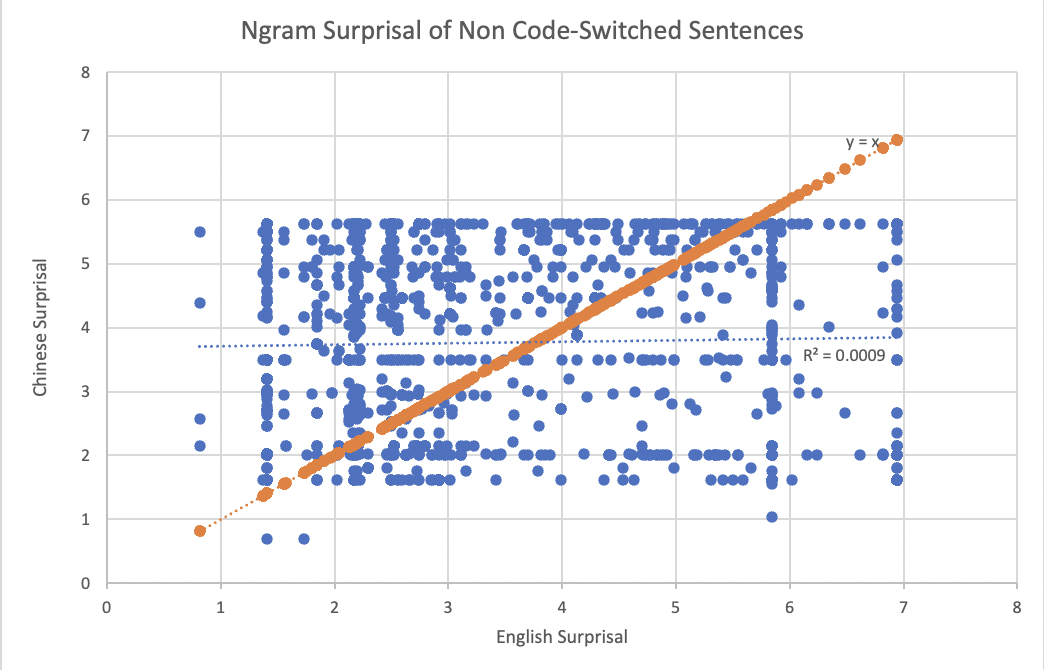 Ngram Surprisal of Non Code-Switched Sentences
8
7
6
5
4
3
2
1
0
Chinese Surprisal
y = x
R² = 0.0009
0 1 2 3 4 5 6 7 8
English Surprisal